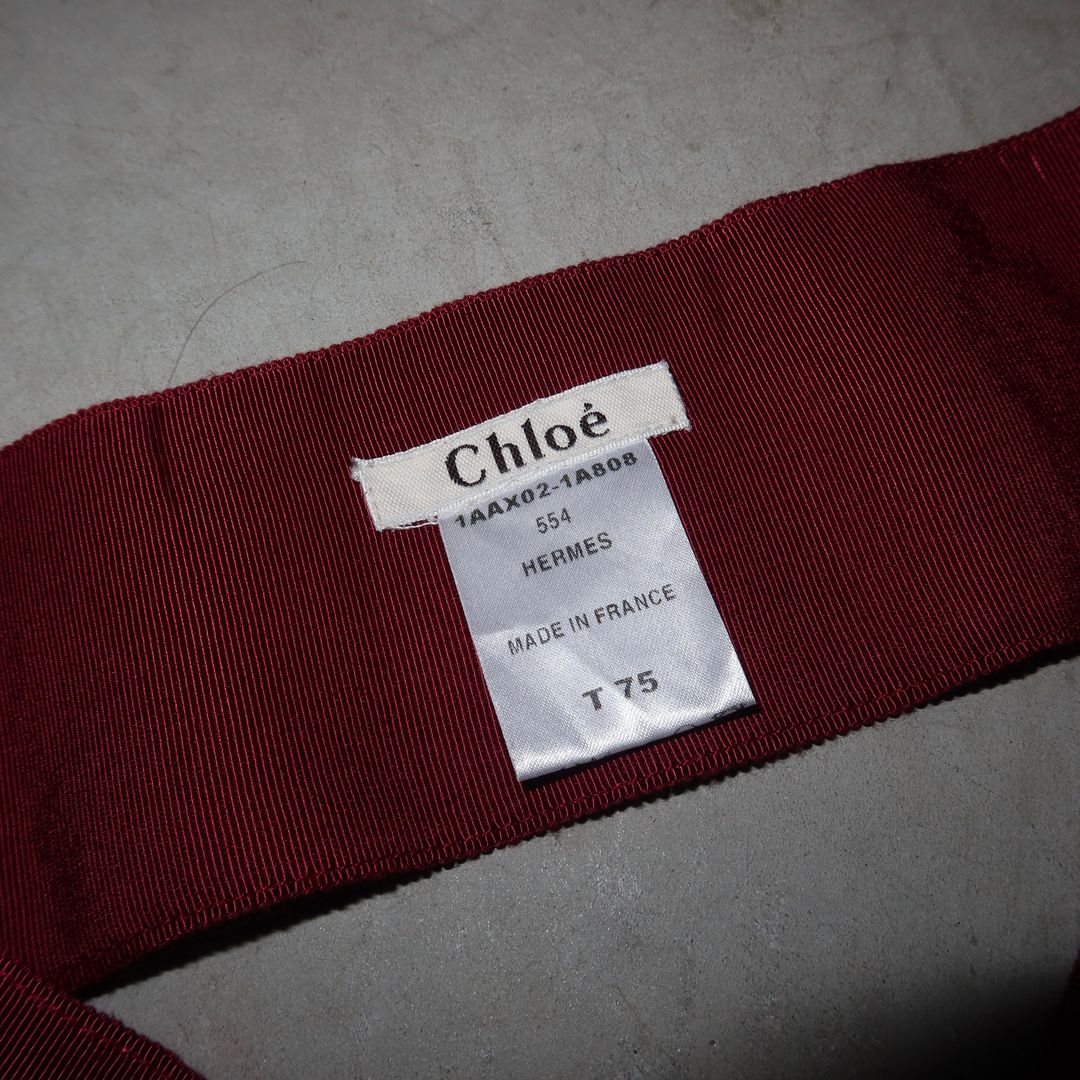 Chloé
1AAX02-1A808
554
HERMES
MADE IN FRANCE
T 75